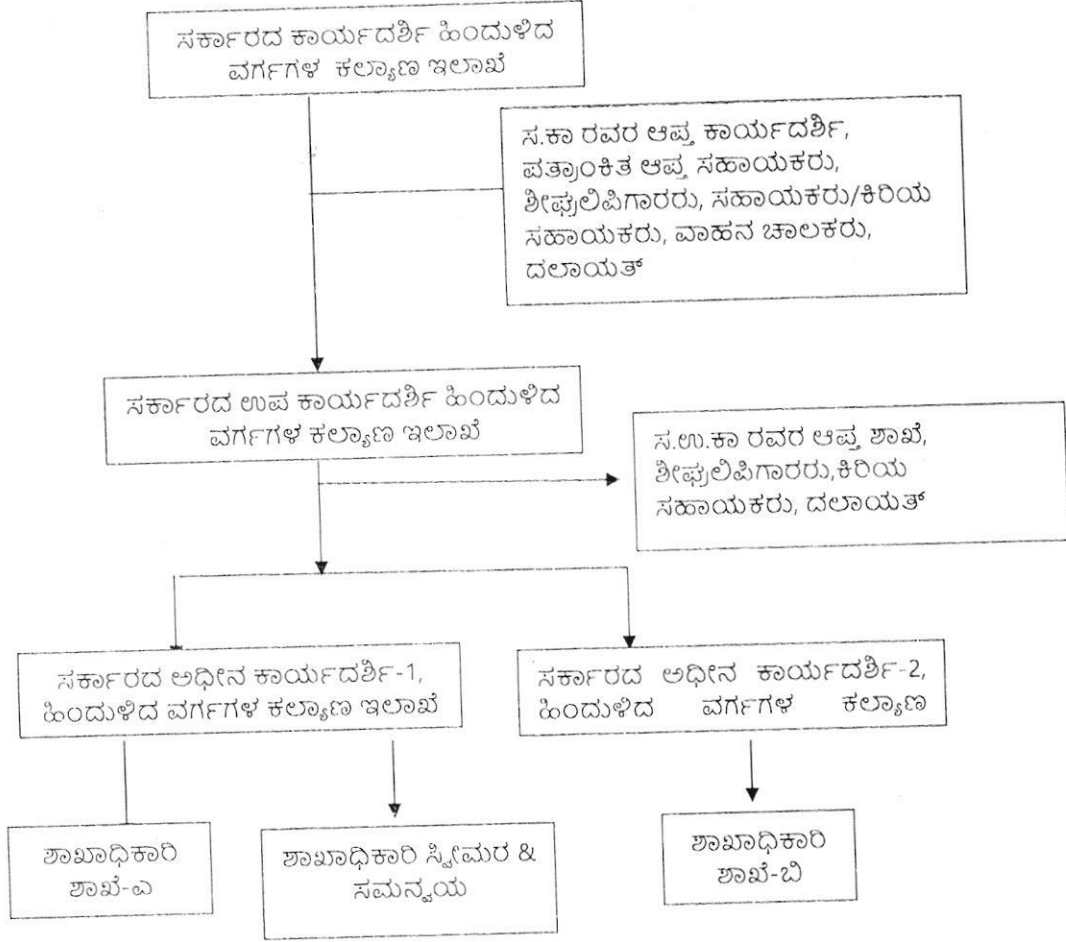 ಸರ್ಕಾರದ ಕಾರ್ಯದರ್ಶಿ ಹಿಂದುಳಿದ
ವರ್ಗಗಳ ಕಲ್ಯಾಣ ಇಲಾಖೆ
ಸ.ಕಾ ರವರ ಆಪ್ತ ಕಾರ್ಯದರ್ಶಿ,
ಪತ್ರಾಂಕಿತ ಆಪ್ತ ಸಹಾಯಕರು,
ಶೀಘ್ರಲಿಪಿಗಾರರು, ಸಹಾಯಕರು/ಕಿರಿಯ
ಸಹಾಯಕರು, ವಾಹನ ಚಾಲಕರು,
ದಲಾಯತ್
ಸರ್ಕಾರದ ಉಪ ಕಾರ್ಯದರ್ಶಿ ಹಿಂದುಳಿದ
ವರ್ಗಗಳ ಕಲ್ಯಾಣ ಇಲಾಖೆ
ಸ.ಉ.ಕಾ ರವರ ಆಪ್ತ ಶಾಖೆ,
ಶೀಘ್ರಲಿಪಿಗಾರರು,ಕಿರಿಯ
ಸಹಾಯಕರು, ದಲಾಯತ್
ಸರ್ಕಾರದ ಅಧೀನ ಕಾರ್ಯದರ್ಶಿ-1,
ಹಿಂದುಳಿದ ವರ್ಗಗಳ ಕಲ್ಯಾಣ ಇಲಾಖೆ
ಸರ್ಕಾರದ ಅಧೀನ ಕಾರ್ಯದರ್ಶಿ-2,
ಹಿಂದುಳಿದ ವರ್ಗಗಳ ಕಲ್ಯಾಣ
ಶಾಖಾಧಿಕಾರಿ
ಶಾಖೆ-ಎ
ಶಾಖಾಧಿಕಾರಿ ಸ್ವೀಮರ &
ಸಮನ್ವಯ
ಶಾಖಾಧಿಕಾರಿ
ಶಾಖೆ-ಬಿ